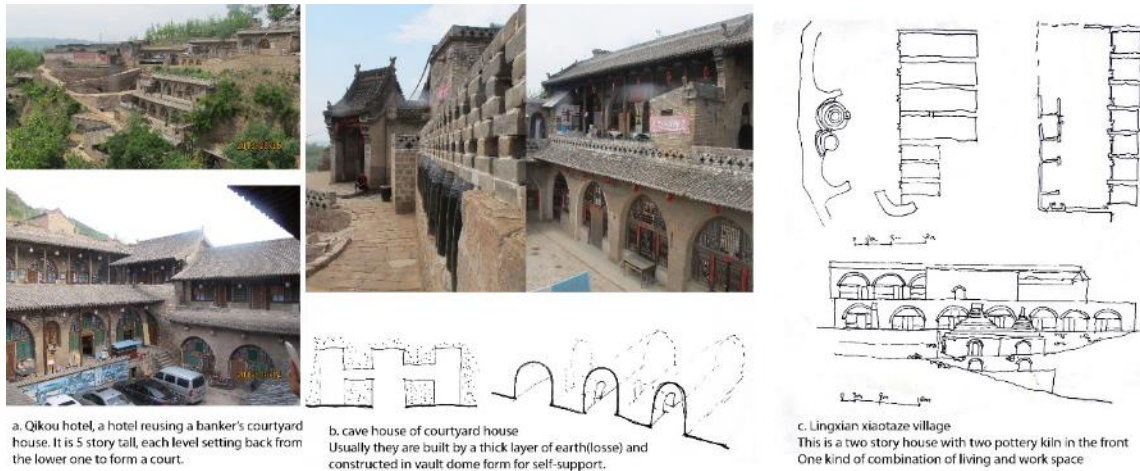 a. Qikou hotel, a hotel reusing a banker's courtyard
house. It is 5 story tall, each level setting back from
the lower one to form a court.
b. cave house of courtyard house
Usually they are built by a thick layer of earth(losse) and
constructed in vault dome form for self-support.
c. Lingxian xiaotaze village
This is a two story house with two pottery kiln in the front
One kind of combination of living and work space